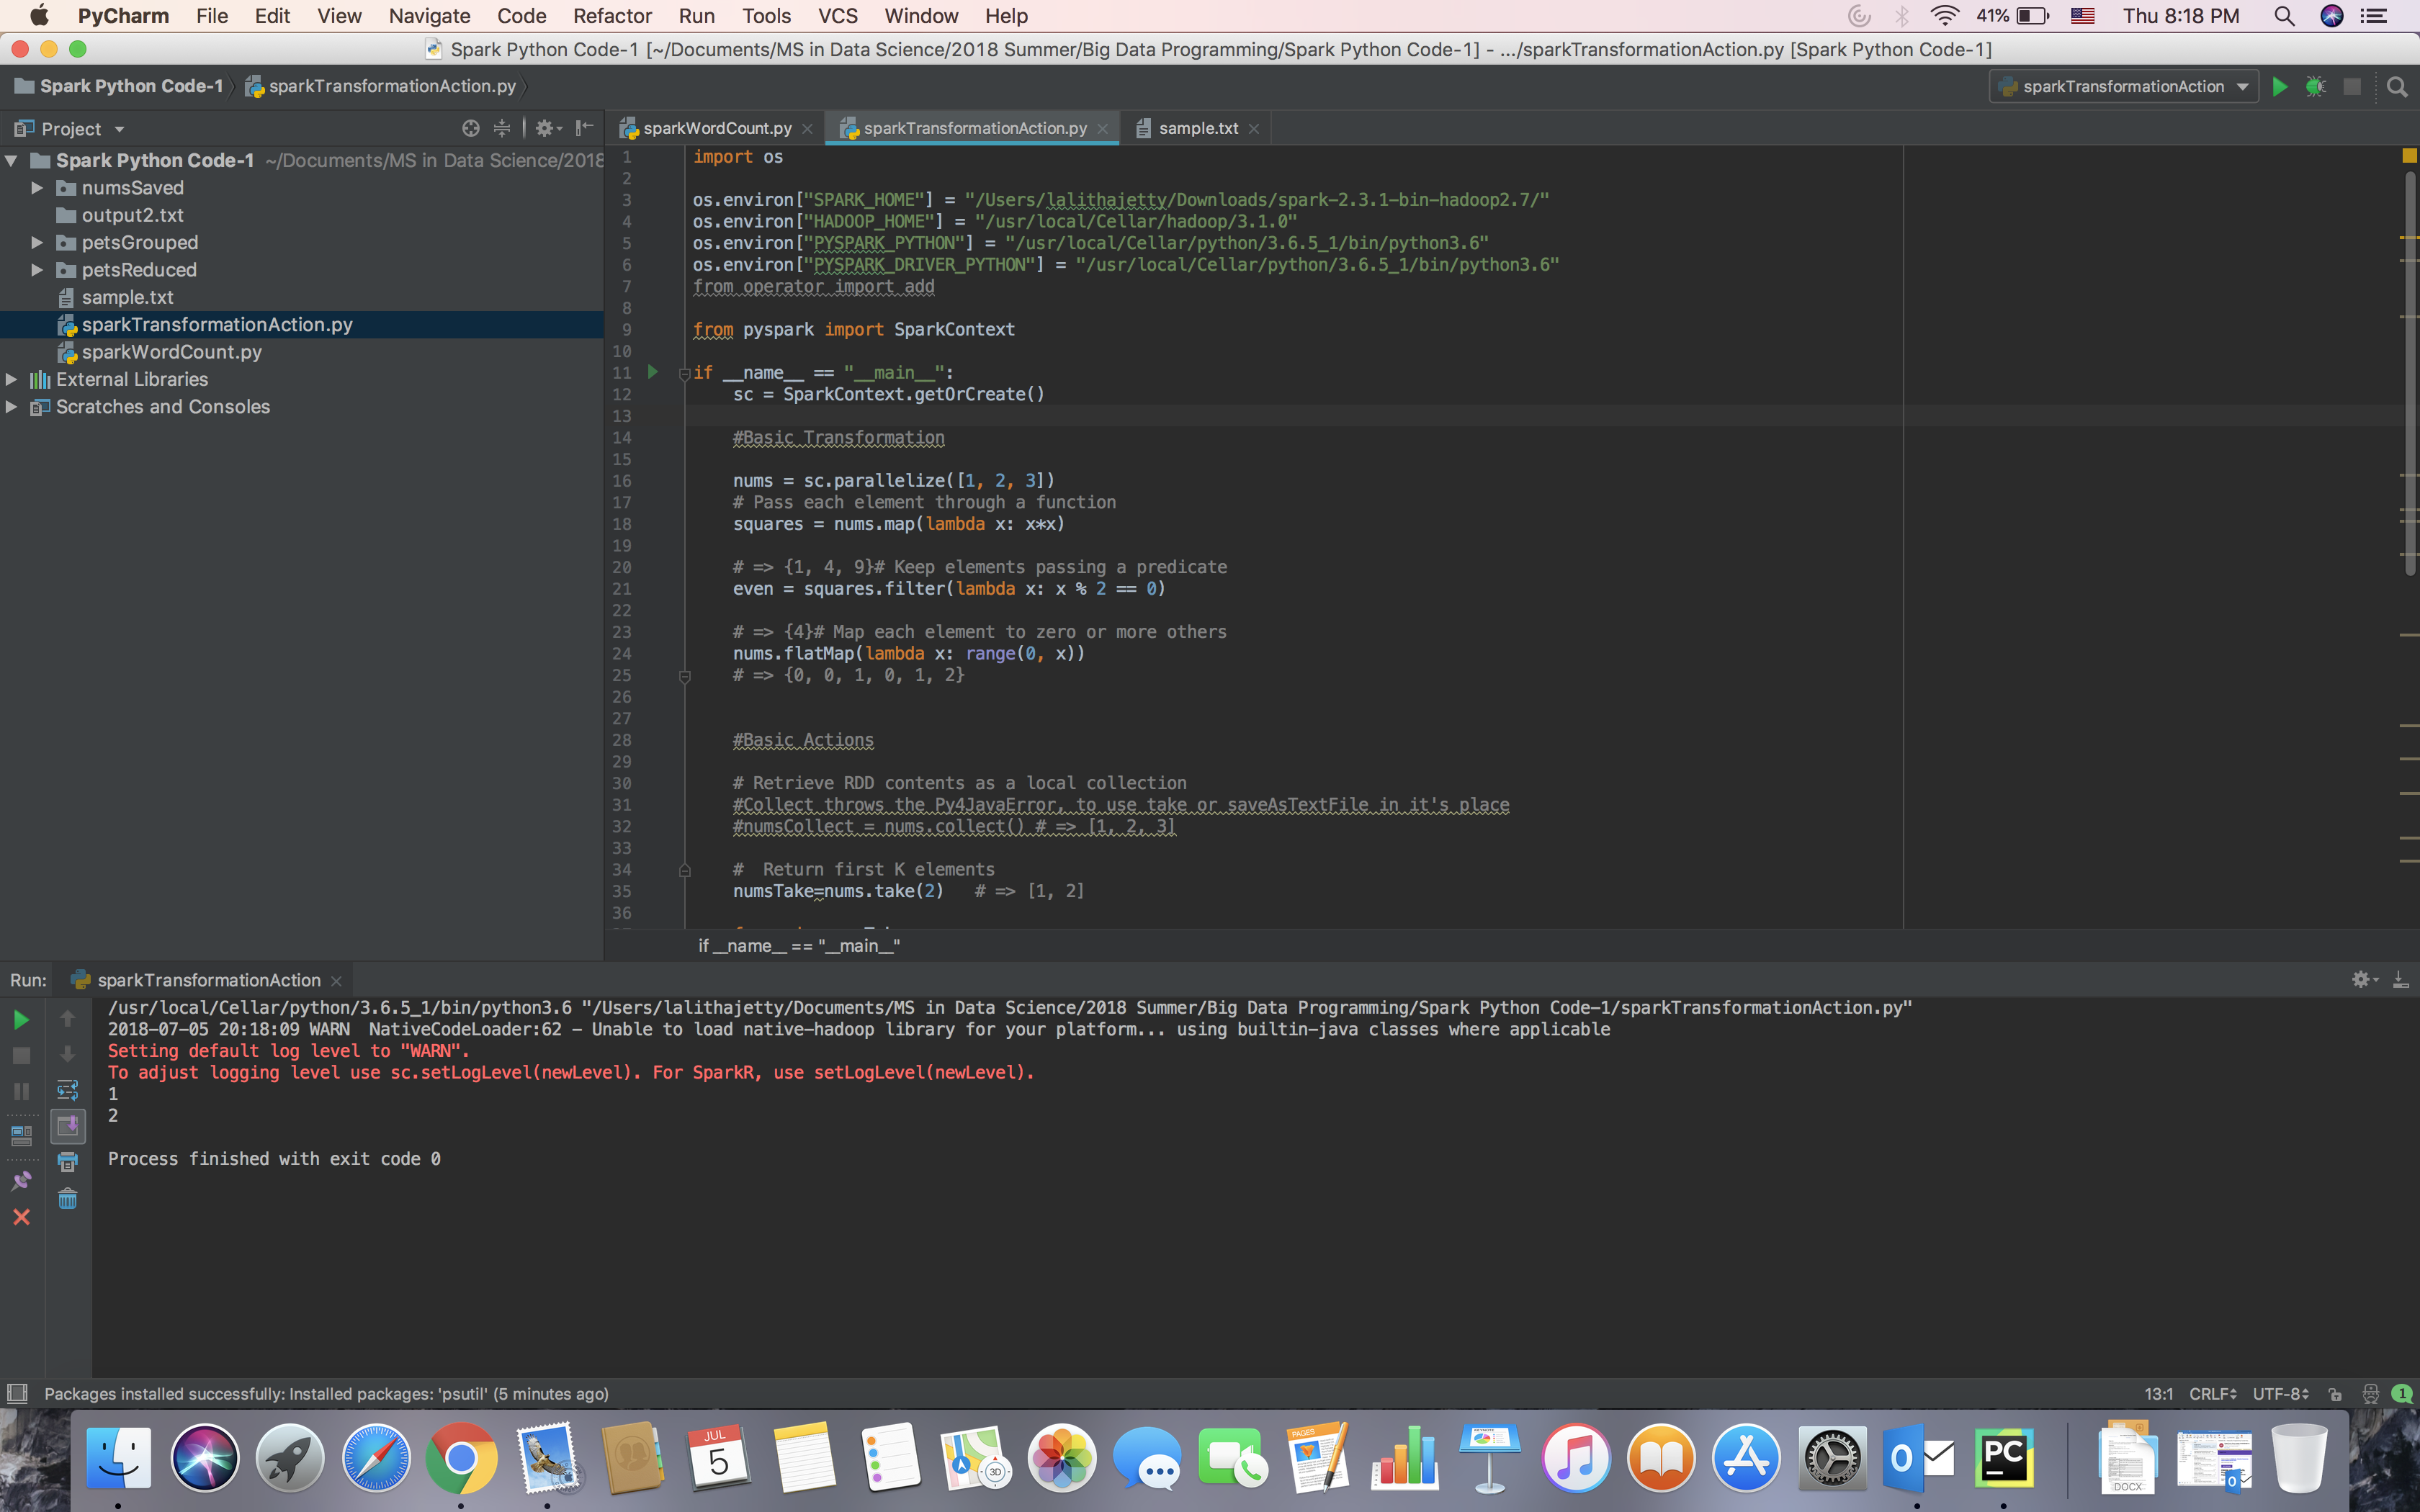 PyCharm File Edit View Navigate Code Refactor Run Tools VCS Window Help 41% Thu 8:18 PM
Spark Python Code-1 [~/Documents/MS in Data Science/2018 Summer/Big Data Programming/Spark Python Code-1] - .../sparkTransformationAction.py [Spark Python Code-1]
Spark Python Code-1 sparkTransformationAction.py sparkTransformationAction
Project
Spark Python Code-1 ~/Documents/MS in Data Science/2018
numsSaved
output2.txt
petsGrouped
petsReduced
sample.txt
sparkTransformationAction.py
sparkWordCount.py
External Libraries
Scratches and Consoles
sparkWordCount.py sparkTransformationAction.py sample.txt
1 import os
2
3 os.environ["SPARK_HOME"] = "/Users/lalithajetty/Downloads/spark-2.3.1-bin-hadoop2.7/"
4 os.environ["HADOOP_HOME"] = "/usr/local/Cellar/hadoop/3.1.0"
5 os.environ["PYSPARK_PYTHON"] = "/usr/local/Cellar/python/3.6.5_1/bin/python3.6"
6 os.environ["PYSPARK_DRIVER_PYTHON"] = "/usr/local/Cellar/python/3.6.5_1/bin/python3.6"
7 from operator import add
8
9 from pyspark import SparkContext
10
11 if __name__ == "__main__":
12 sc = SparkContext.getOrCreate()
13
14 #Basic Transformation
15
16 nums = sc.parallelize([1, 2, 3])
17 # Pass each element through a function
18 squares = nums.map(lambda x: x*x)
19
20 # => {1, 4, 9}# Keep elements passing a predicate
21 even = squares.filter(lambda x: x % 2 == 0)
22
23 # => {4}# Map each element to zero or more others
24 nums.flatMap(lambda x: range(0, x))
25 # => {0, 0, 1, 0, 1, 2}
26
27
28 #Basic Actions
29
30 # Retrieve RDD contents as a local collection
31 #Collect throws the Py4JavaError, to use take or saveAsTextFile in it's place
32 #numsCollect = nums.collect() # => [1, 2, 3]
33
34 #  Return first K elements
35 numsTake=nums.take(2)   # => [1, 2]
36
if __name__ == "__main__"
Run: sparkTransformationAction
/usr/local/Cellar/python/3.6.5_1/bin/python3.6 "/Users/lalithajetty/Documents/MS in Data Science/2018 Summer/Big Data Programming/Spark Python Code-1/sparkTransformationAction.py"
2018-07-05 20:18:09 WARN  NativeCodeLoader:62 - Unable to load native-hadoop library for your platform... using builtin-java classes where applicable
Setting default log level to "WARN".
To adjust logging level use sc.setLogLevel(newLevel). For SparkR, use setLogLevel(newLevel).
1
2
Process finished with exit code 0
Packages installed successfully: Installed packages: 'psutil' (5 minutes ago) 13:1 CRLF UTF-8 1
JUL
5
3D
PAGES
PC
DOCX